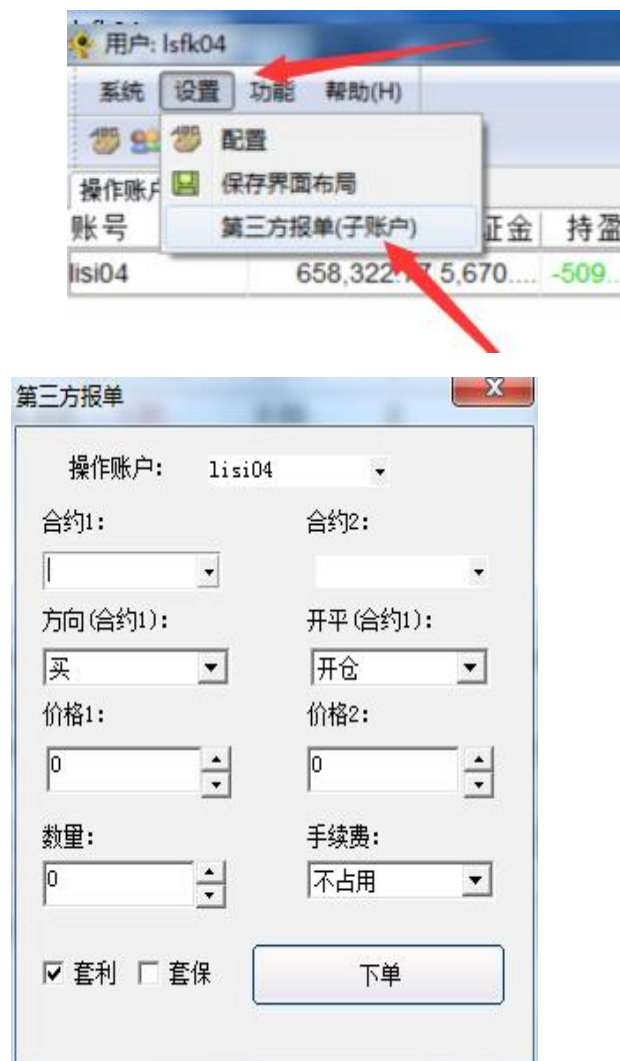 用户: lsfk04
系统 设置 功能 帮助(H)
配置
操作账户 保存界面布局
账号 第三方报单(子账户) 证金 持盈
lisi04 658,322. 7 5,670.... -509..
第三方报单
操作账户: lisi04
合约1: 合约2:
方向(合约1): 开平(合约1):
买 开仓
价格1: 价格2:
0 0
数量: 手续费:
0 不占用
套利 套保 下单